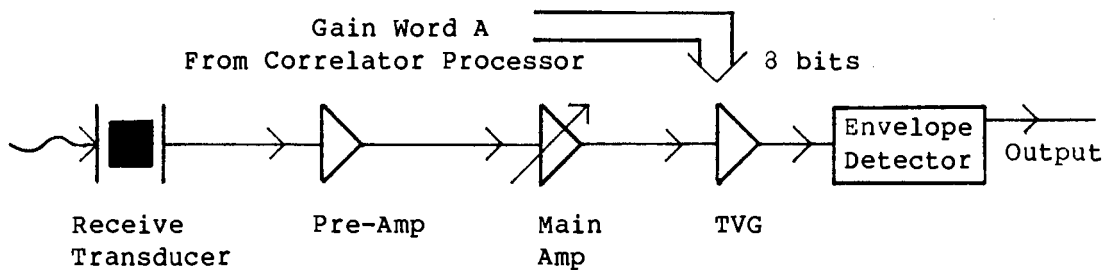 Gain Word A
From Correlator Processor
8 bits
Envelope
Detector
Output
Receive
Transducer
Pre-Amp
Main
Amp
TVG